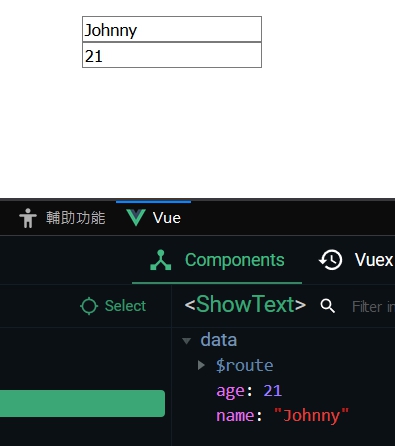 Johnny
21
輔助功能 Vue
Components Vuex
Select <ShowText> Filter in
data
$route
age: 21
name: "Johnny"